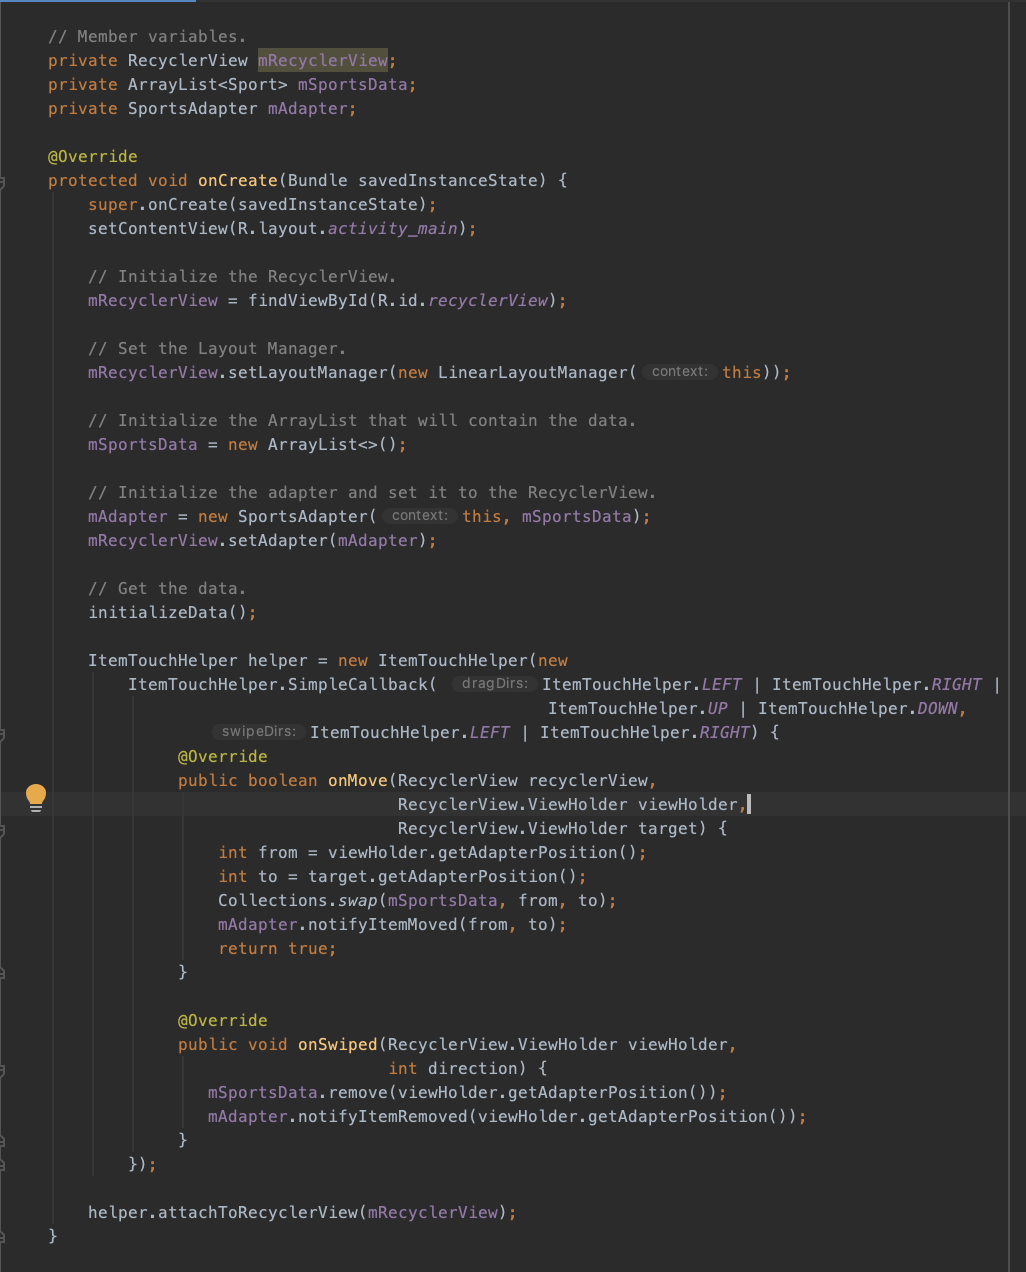 // Member variables.
private RecyclerView mRecyclerView;
private ArrayList<Sport> mSportsData;
private SportsAdapter mAdapter;
@Override
protected void onCreate(Bundle savedInstanceState) {
super.onCreate(savedInstanceState);
setContentView(R.layout.activity_main);
// Initialize the RecyclerView.
mRecyclerView = findViewById(R.id.recyclerView);
// Set the Layout Manager.
mRecyclerView.setLayoutManager(new LinearLayoutManager( context: this));
// Initialize the ArrayList that will contain the data.
mSportsData = new ArrayList<>();
// Initialize the adapter and set it to the RecyclerView.
mAdapter = new SportsAdapter( context: this, mSportsData);
mRecyclerView.setAdapter(mAdapter);
// Get the data.
initializeData();
ItemTouchHelper helper = new ItemTouchHelper(new
ItemTouchHelper.SimpleCallback( dragDirs: ItemTouchHelper.LEFT | ItemTouchHelper.RIGHT |
ItemTouchHelper.UP | ItemTouchHelper.DOWN,
swipeDirs: ItemTouchHelper.LEFT | ItemTouchHelper.RIGHT) {
@Override
public boolean onMove(RecyclerView recyclerView,
RecyclerView.ViewHolder viewHolder,
RecyclerView.ViewHolder target) {
int from = viewHolder.getAdapterPosition();
int to = target.getAdapterPosition();
Collections.swap(mSportsData, from, to);
mAdapter.notifyItemMoved(from, to);
return true;
}
@Override
public void onSwiped(RecyclerView.ViewHolder viewHolder,
int direction) {
mSportsData.remove(viewHolder.getAdapterPosition());
mAdapter.notifyItemRemoved(viewHolder.getAdapterPosition());
}
});
helper.attachToRecyclerView(mRecyclerView);
}